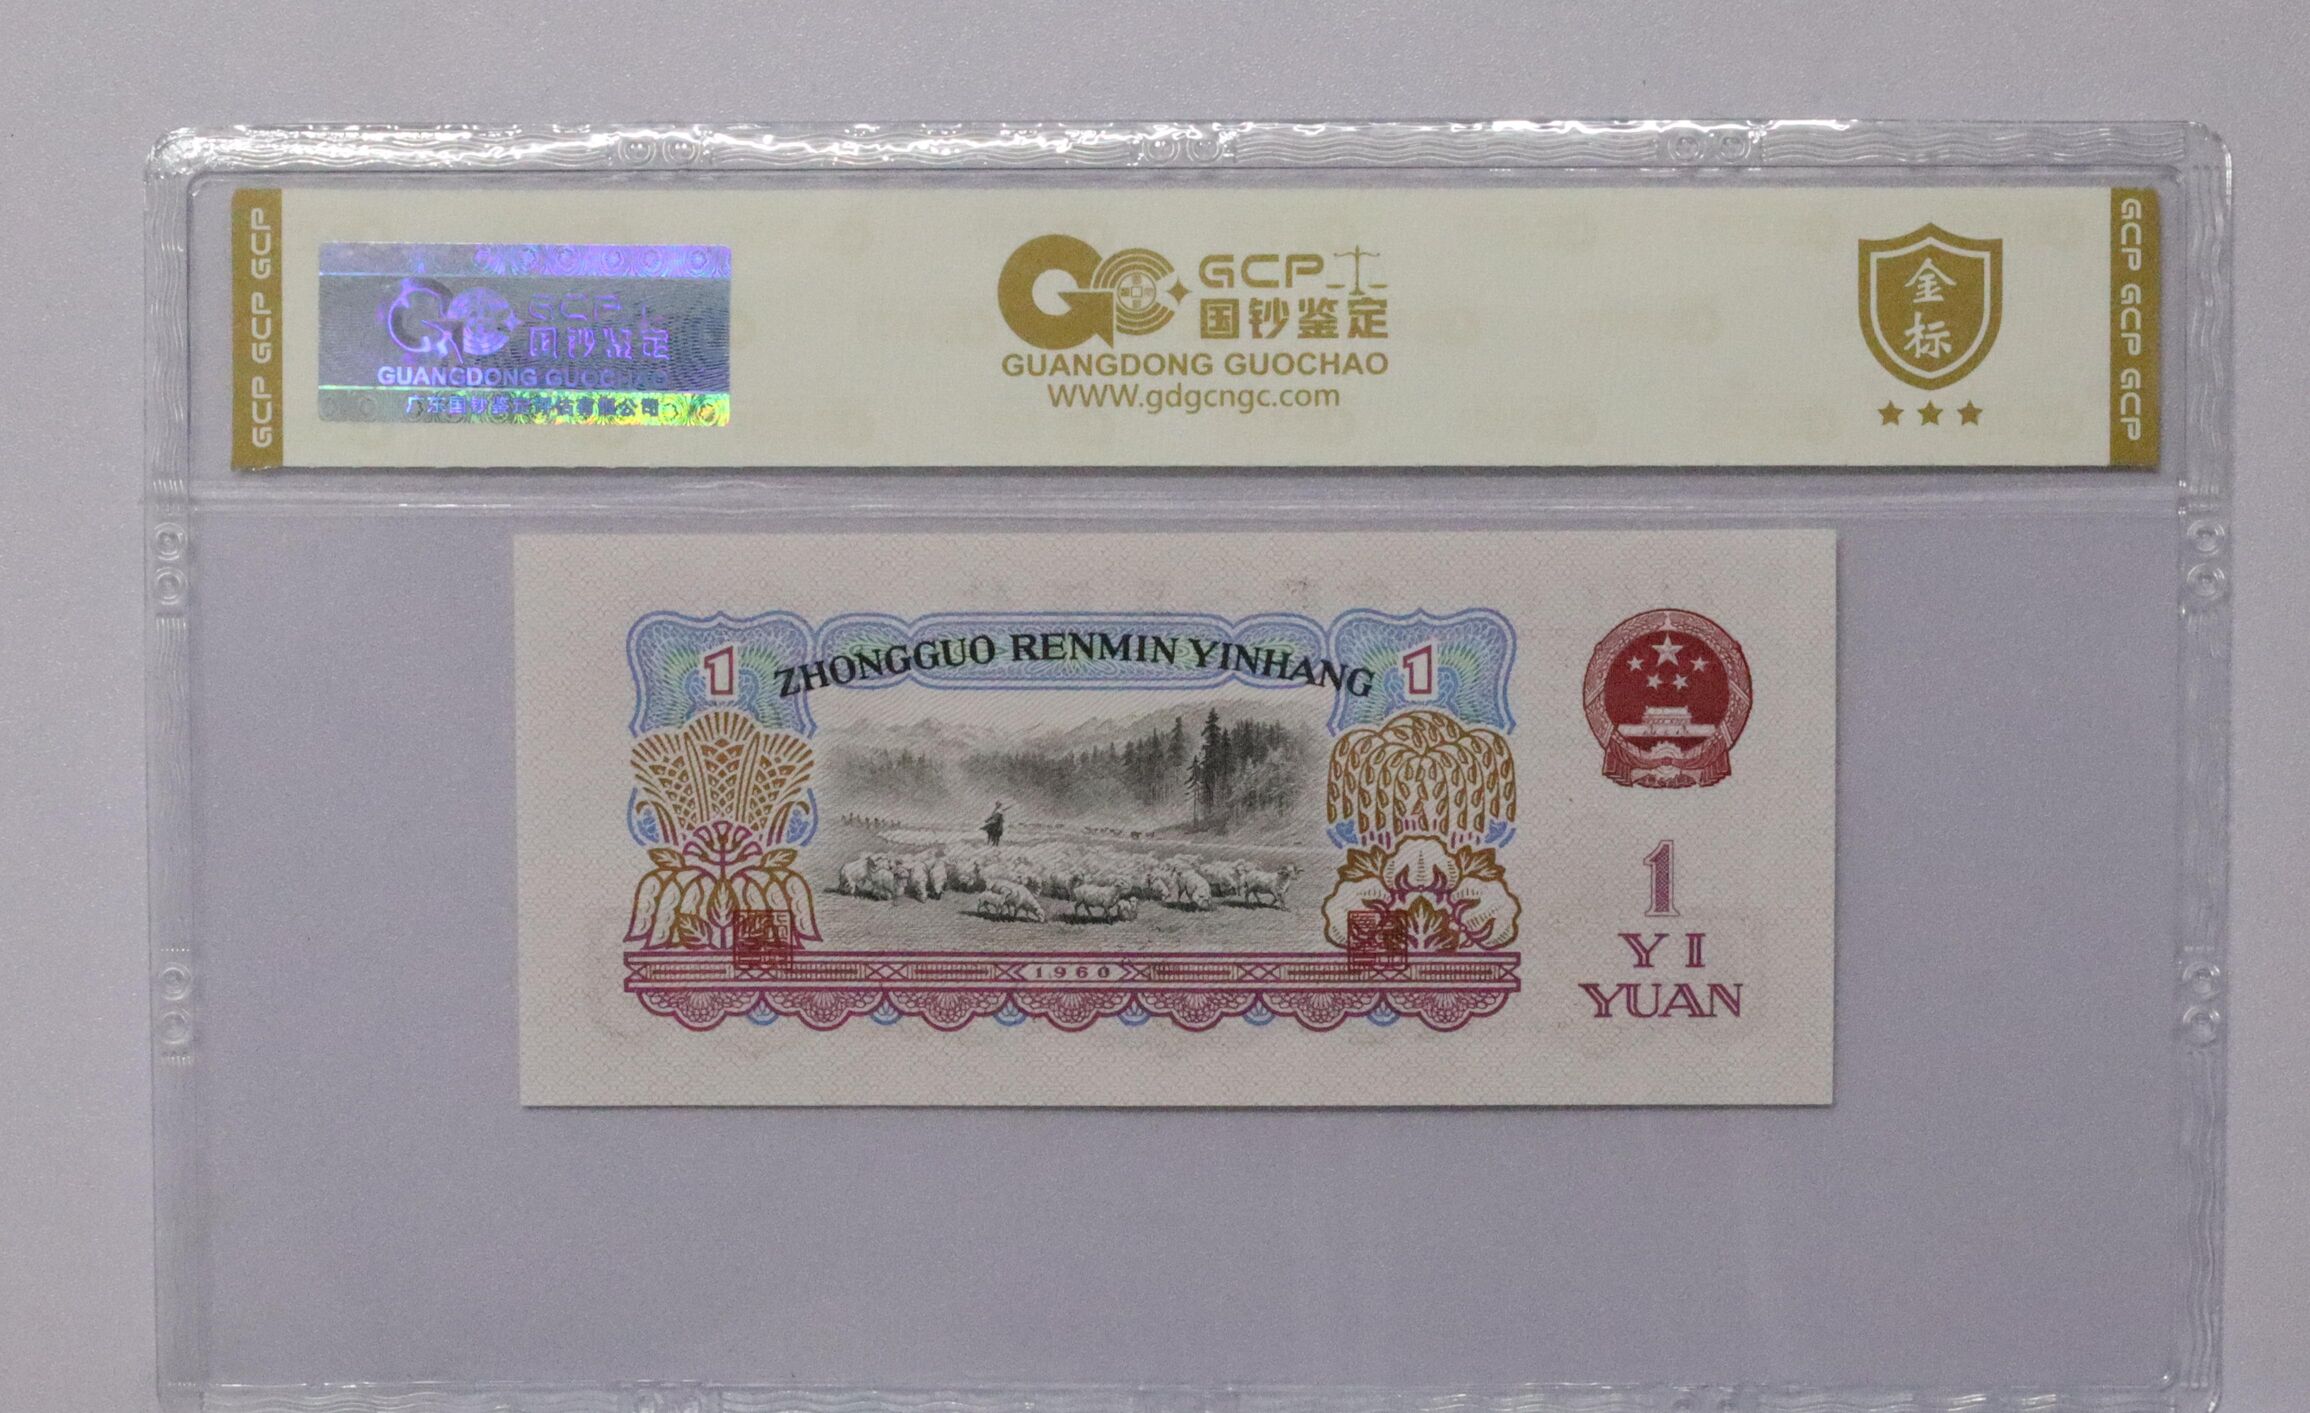 GCP GCP GCP
GCP
国钞鉴定
GUANGDONG GUOCHAO
广东国钞鉴定评估有限公司
GCP
国钞鉴定
GUANGDONG GUOCHAO
WWW.gdgcngc.com
金
标
GCP GCP GCP
1
ZHONGGUO RENMIN YINHANG
1
1960
1
YI
YUAN